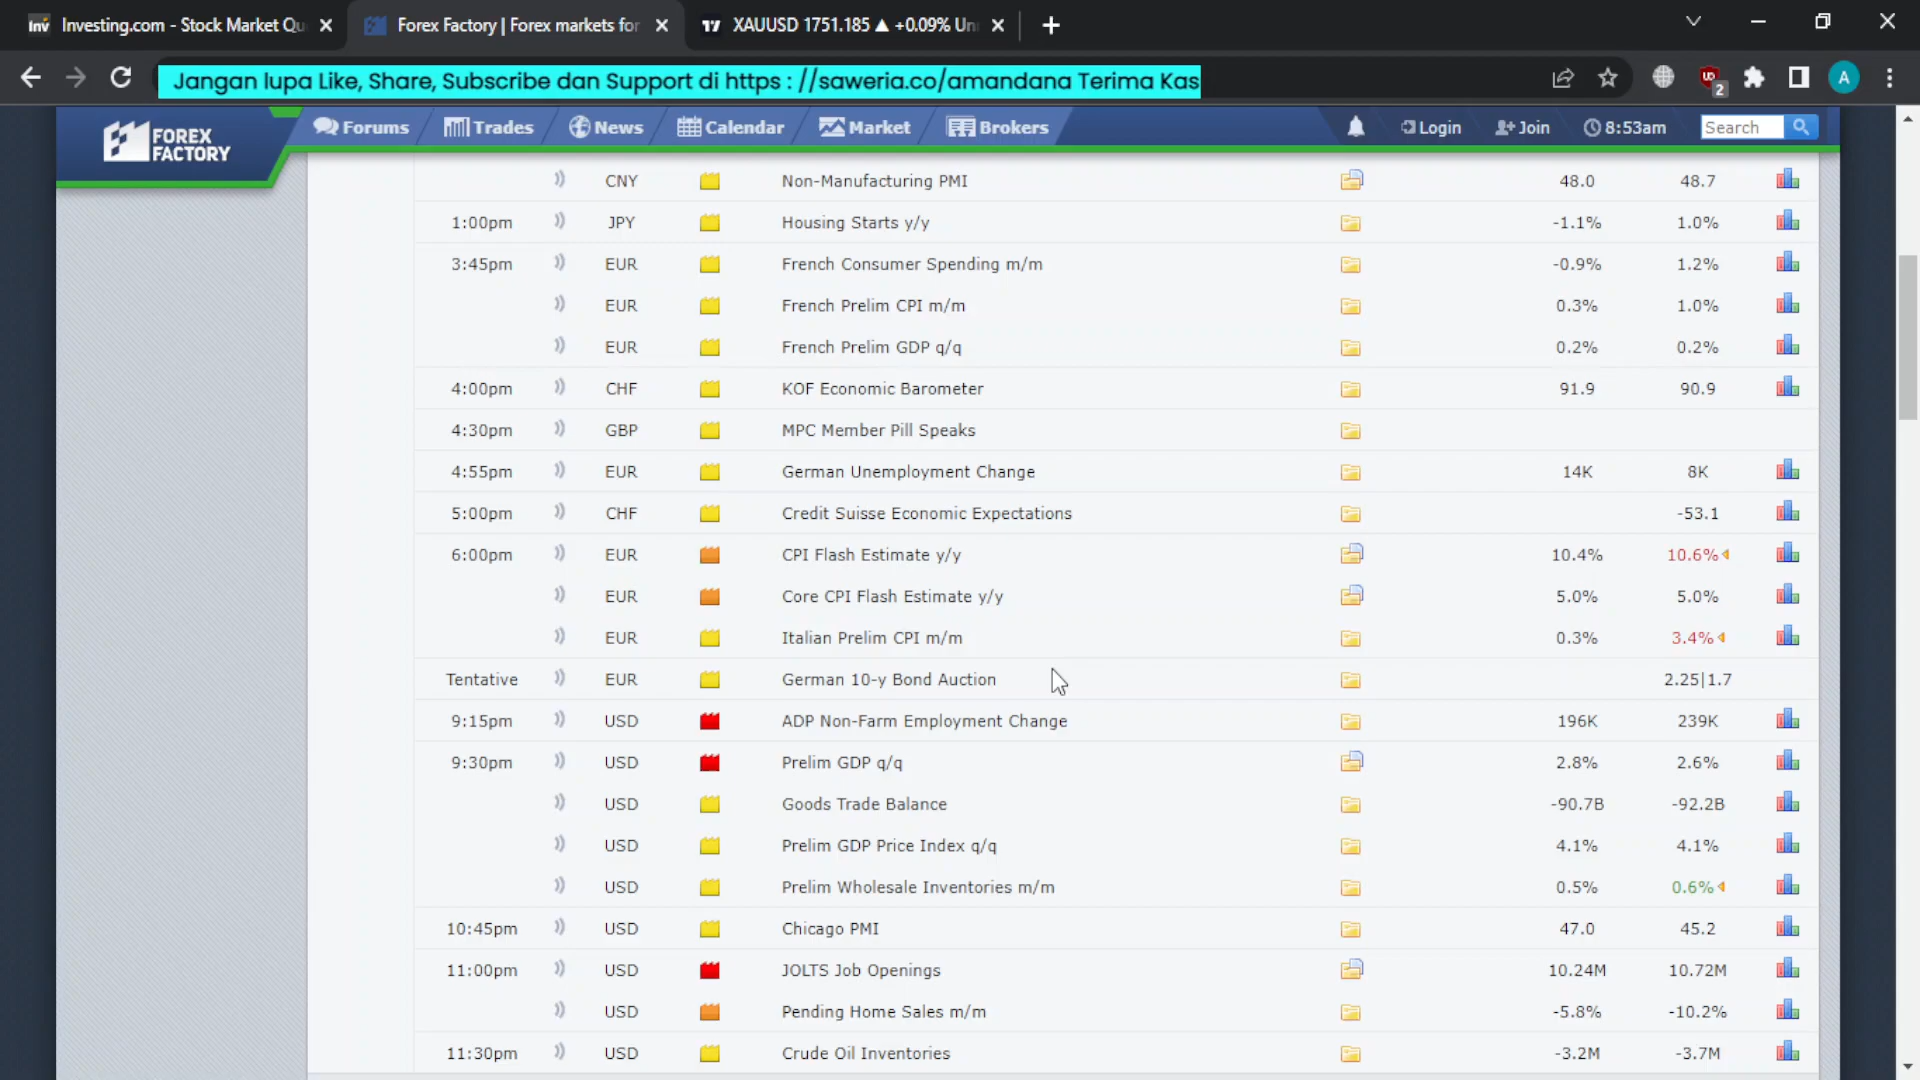 Investing.com - Stock Market Qu
Forex Factory | Forex markets for
XAUUSD 1751.185 ▲ +0.09% Un
Jangan lupa Like, Share, Subscribe dan Support di https : //saweria.co/amandana Terima Kas
2
A
FOREX FACTORY
Forums
Trades
News
Calendar
Market
Brokers
Login
Join
8:53am
Search
CNY Non-Manufacturing PMI 48.0 48.7
1:00pm JPY Housing Starts y/y -1.1% 1.0%
3:45pm EUR French Consumer Spending m/m -0.9% 1.2%
EUR French Prelim CPI m/m 0.3% 1.0%
EUR French Prelim GDP q/q 0.2% 0.2%
4:00pm CHF KOF Economic Barometer 91.9 90.9
4:30pm GBP MPC Member Pill Speaks
4:55pm EUR German Unemployment Change 14K 8K
5:00pm CHF Credit Suisse Economic Expectations -53.1
6:00pm EUR CPI Flash Estimate y/y 10.4% 10.6%
EUR Core CPI Flash Estimate y/y 5.0% 5.0%
EUR Italian Prelim CPI m/m 0.3% 3.4%
Tentative EUR German 10-y Bond Auction 2.25|1.7
9:15pm USD ADP Non-Farm Employment Change 196K 239K
9:30pm USD Prelim GDP q/q 2.8% 2.6%
USD Goods Trade Balance -90.7B -92.2B
USD Prelim GDP Price Index q/q 4.1% 4.1%
USD Prelim Wholesale Inventories m/m 0.5% 0.6%
10:45pm USD Chicago PMI 47.0 45.2
11:00pm USD JOLTS Job Openings 10.24M 10.72M
USD Pending Home Sales m/m -5.8% -10.2%
11:30pm USD Crude Oil Inventories -3.2M -3.7M